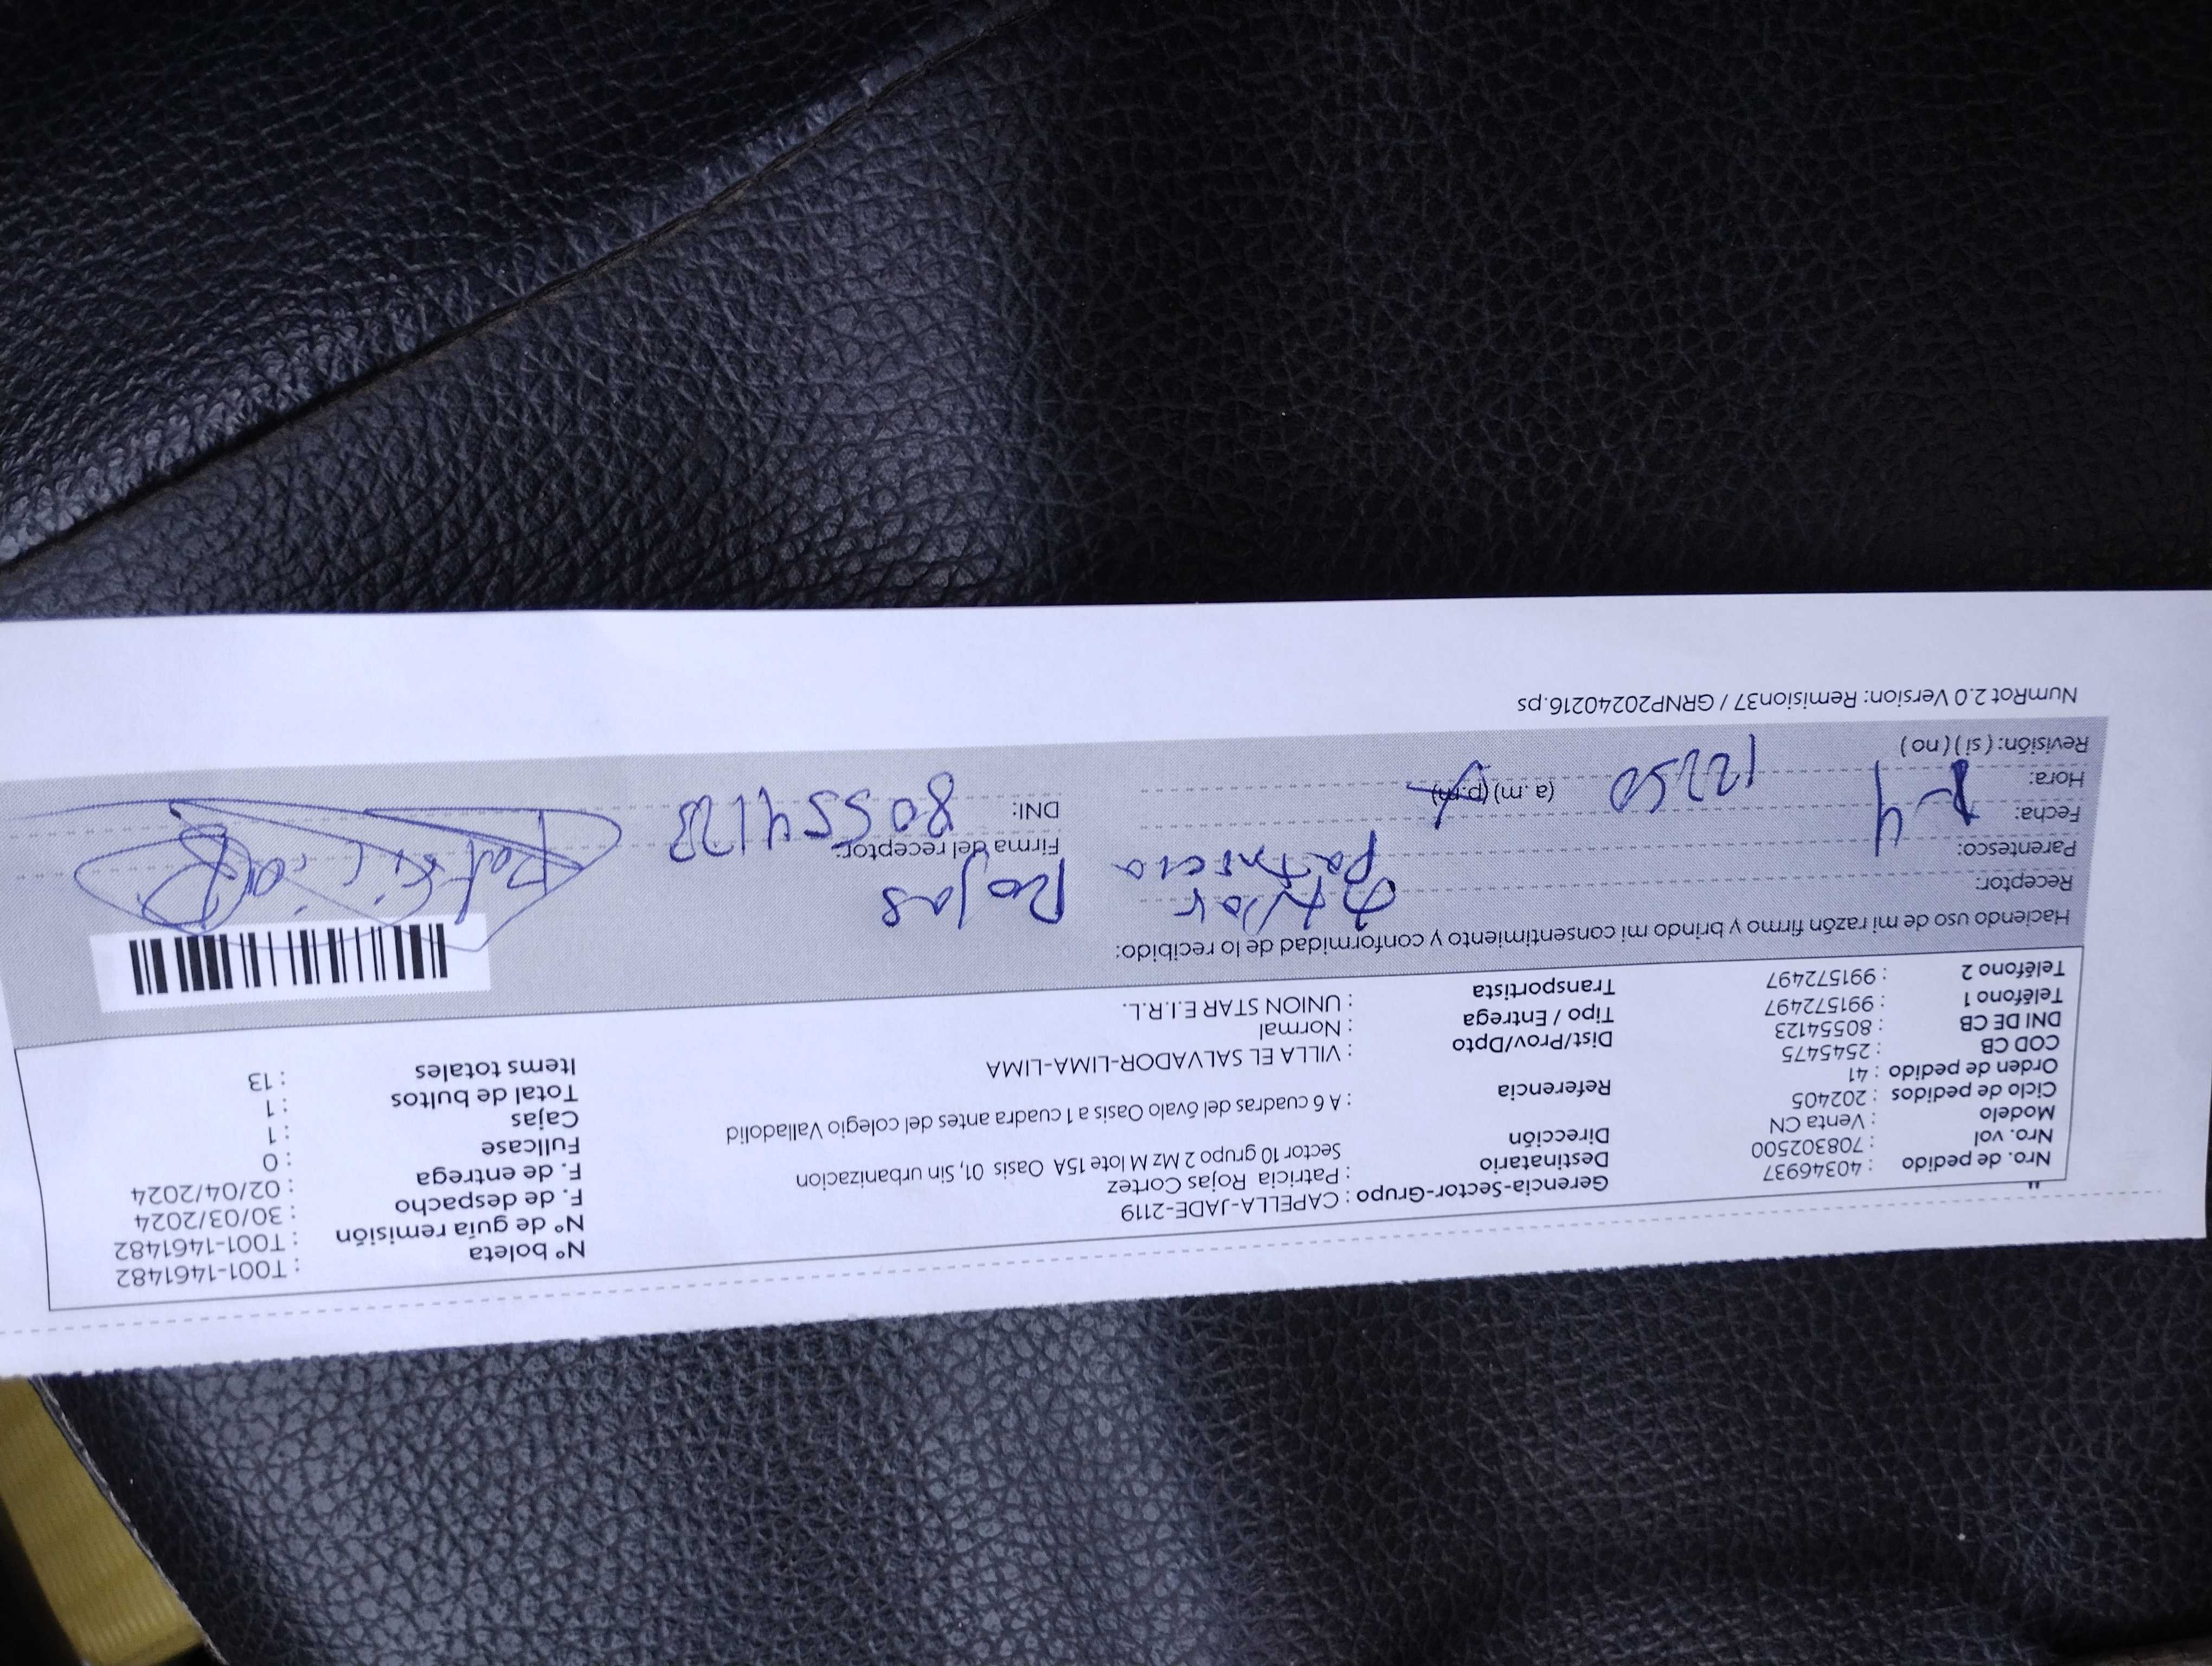 Nº boleta : T001-1461482
Gerencia-Sector-Grupo : CAPELLA-JADE-2119
Nº de guía remisión : T001-1461482
Nro. de pedido : 40346937
Destinatario : Patricia Rojas Cortez
F. de despacho : 30/03/2024
Nro. vol : 708302500
Dirección Sector 10 grupo 2 Mz M lote 15A Oasis 01, Sin urbanizacion
F. de entrega : 02/04/2024
Modelo : Venta CN
Fullcase : 0
Ciclo de pedidos : 202405
Referencia : A 6 cuadras del óvalo Oasis a 1 cuadra antes del colegio Valladolid
Cajas : 1
Orden de pedido : 41
Total de bultos : 1
COD CB : 2545475
Dist/Prov/Dpto : VILLA EL SALVADOR-LIMA-LIMA
Items totales : 13
DNI DE CB : 80554123
Tipo / Entrega : Normal
Teléfono 1 : 991572497
Transportista : UNION STAR E.I.R.L.
Teléfono 2 : 991572497
Haciendo uso de mi razón firmo y brindo mi consentimiento y conformidad de lo recibido:
Receptor: Rojas
Parentesco: Patricia
Firma del receptor: Patricia
Fecha:
DNI: 80554123
Hora: (a.m) (p.m)
Revisión: (si) (no)
NumRot 2.0 Version: Remision37 / GRNP20240216.ps